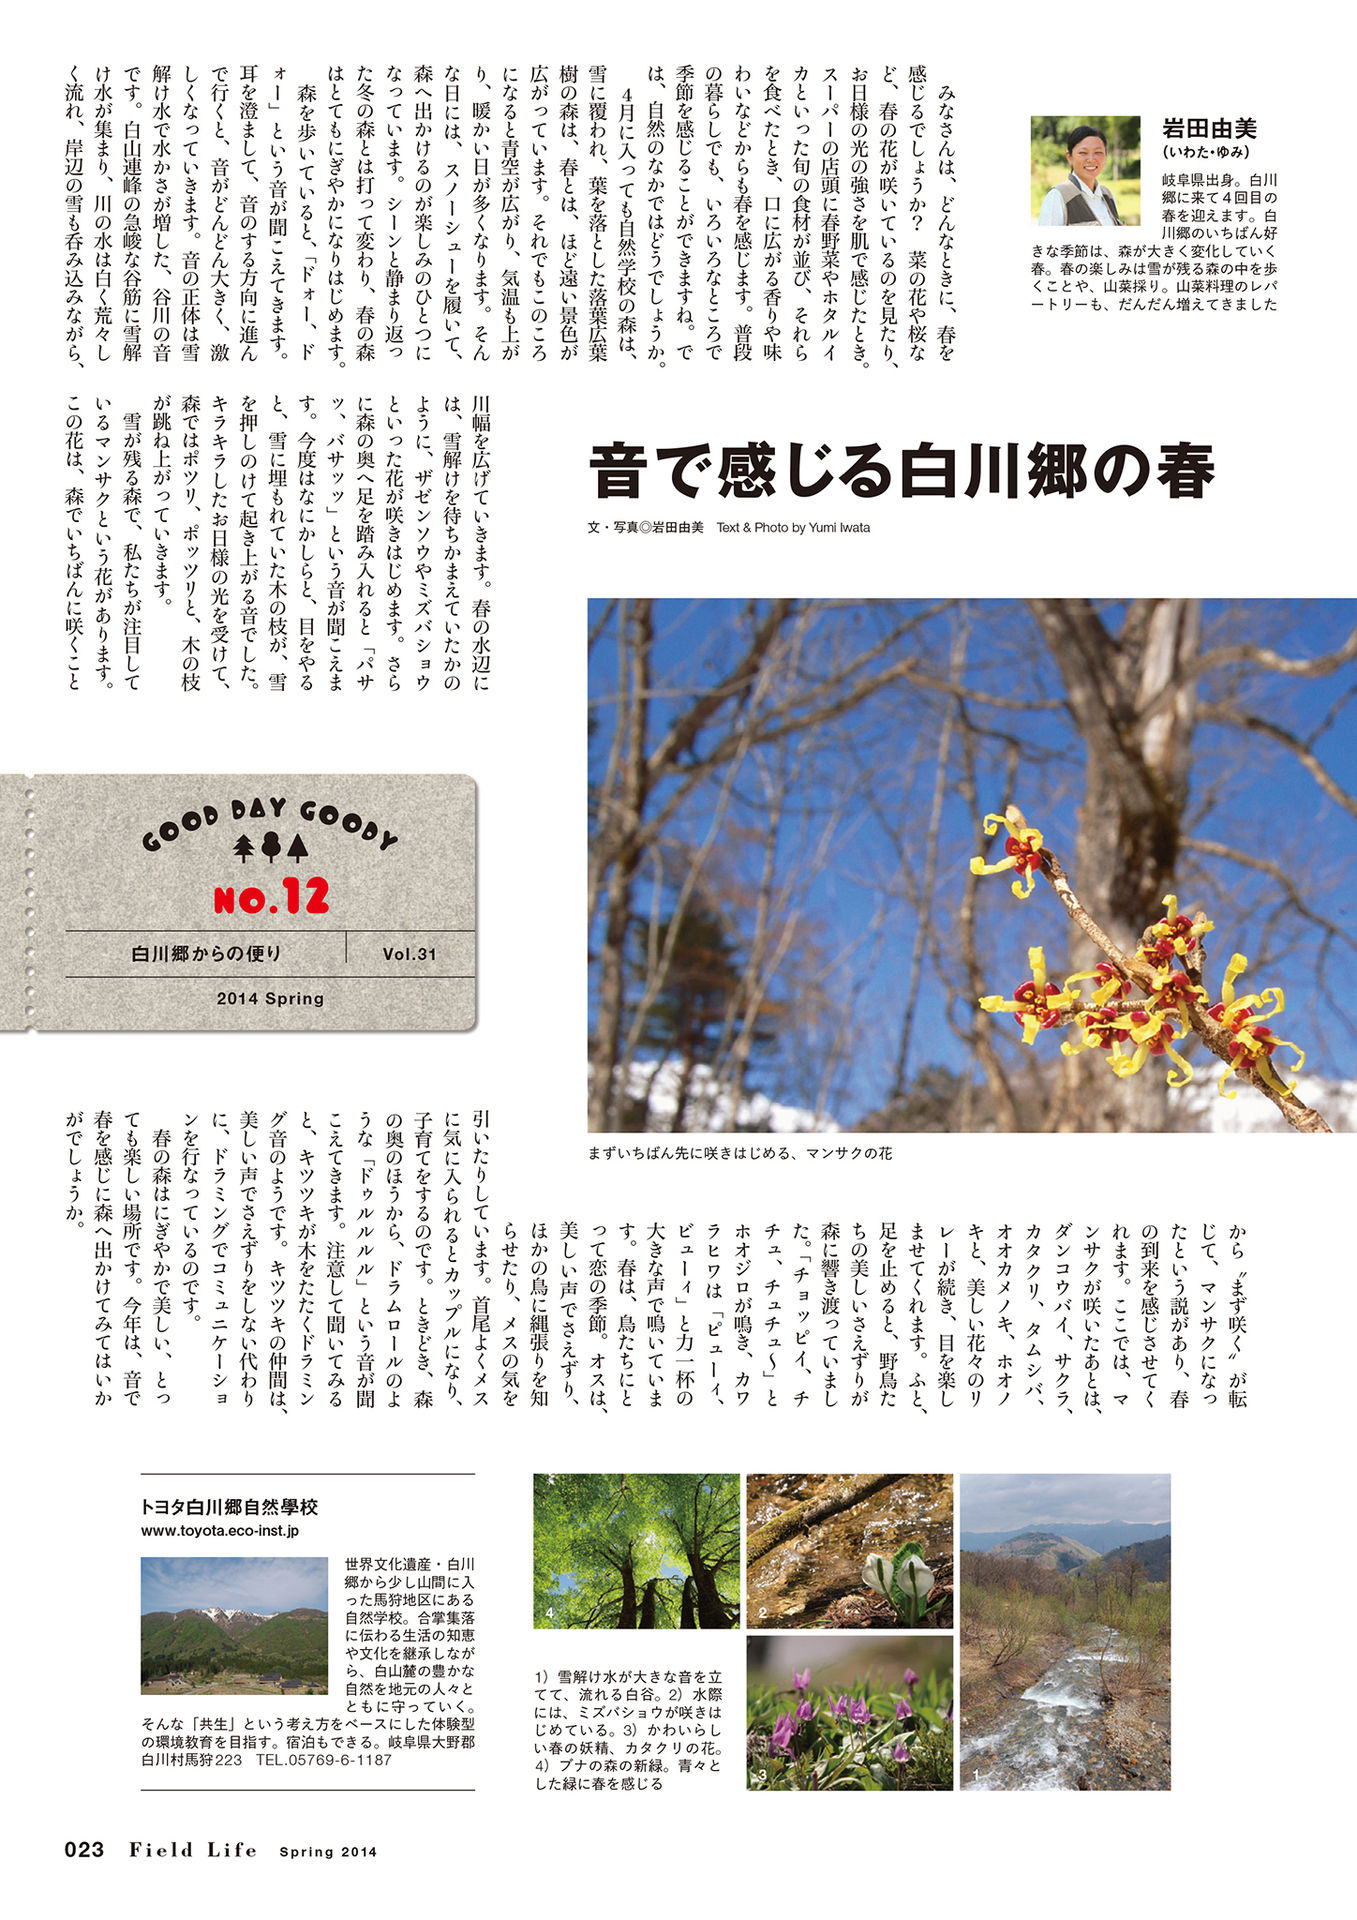 岩田由美
（いわた・ゆみ）
岐阜県出身。白川
郷に来て４回目の
春を迎えます。白
川郷のいちばん好
きな季節は、森が大きく変化していく
春。春の楽しみは雪が残る森の中を歩
くことや、山菜採り。山菜料理のレパ
ートリーも、だんだん増えてきました
音で感じる白川郷の春
文・写真◎岩田由美　Text & Photo by Yumi Iwata
みなさんは、どんなときに、春を
感じるでしょうか？　菜の花や桜な
ど、春の花が咲いているのを見たり、
お日様の光の強さを肌で感じたとき。
スーパーの店頭に春野菜やホタルイ
カといった旬の食材が並び、それら
を食べたとき、口に広がる香りや味
わいなどからも春を感じます。普段
の暮らしでも、いろいろなところで
季節を感じることができますね。で
は、自然のなかではどうでしょうか。
４月に入っても自然学校の森は、
雪に覆われ、葉を落とした落葉広葉
樹の森は、春とは、ほど遠い景色が
広がっています。それでもこのころ
になると青空が広がり、気温も上が
り、暖かい日が多くなります。そん
な日には、スノーシューを履いて、
森へ出かけるのが楽しみのひとつに
なっています。シーンと静まり返っ
た冬の森とは打って変わり、春の森
はとてもにぎやかになりはじめます。
森を歩いていると、「ドォー、ド
ォー」という音が聞こえてきます。
耳を澄まして、音のする方向に進ん
で行くと、音がどんどん大きく、激
しくなっていきます。音の正体は雪
解け水で水かさが増した、谷川の音
です。白山連峰の急峻な谷筋に雪解
け水が集まり、川の水は白く荒々し
く流れ、岸辺の雪も呑み込みながら、
川幅を広げていきます。春の水辺に
は、雪解けを待ちかまえていたかの
ように、ザゼンソウやミズバショウ
といった花が咲きはじめます。さら
に森の奥へ足を踏み入れると「パサ
ッ、バサッッ」という音が聞こえま
す。今度はなにかしらと、目をやる
と、雪に埋もれていた木の枝が、雪
を押しのけて起き上がる音でした。
キラキラしたお日様の光を受けて、
森ではポツリ、ポッツリと、木の枝
が跳ね上がっていきます。
雪が残る森で、私たちが注目して
いるマンサクという花があります。
この花は、森でいちばんに咲くこと
から〝まず咲く〟が転
じて、マンサクになっ
たという説があり、春
の到来を感じさせてく
れます。ここでは、マ
ンサクが咲いたあとは、
ダンコウバイ、サクラ、
カタクリ、タムシバ、
オオカメノキ、ホオノ
キと、美しい花々のリ
レーが続き、目を楽し
ませてくれます。ふと、
足を止めると、野鳥た
ちの美しいさえずりが
森に響き渡っていまし
た。「チョッピイ、チ
チュ、チュチュ〜」と
ホオジロが鳴き、カワ
ラヒワは「ピューィ、
ビューィ」と力一杯の
大きな声で鳴いていま
す。春は、鳥たちにと
って恋の季節。オスは、
美しい声でさえずり、
ほかの鳥に縄張りを知
らせたり、メスの気を
引いたりしています。首尾よくメス
に気に入られるとカップルになり、
子育てをするのです。ときどき、森
の奥のほうから、ドラムロールのよ
うな「ドゥルルルル」という音が聞
こえてきます。注意して聞いてみる
と、キツツキが木をたたくドラミン
グ音のようです。キツツキの仲間は、
美しい声でさえずりをしない代わり
に、ドラミングでコミュニケーショ
ンを行なっているのです。
春の森はにぎやかで美しい、とっ
ても楽しい場所です。今年は、音で
春を感じに森へ出かけてみてはいか
がでしょうか。
まずいちばん先に咲きはじめる、マンサクの花
GOOD DAY GOODY
NO.12
白川郷からの便り
Vol.31
2014 Spring
4
2
3
1
1）雪解け水が大きな音を立
てて、流れる白谷。2）水際
には、ミズバショウが咲きは
じめている。3）かわいらし
い春の妖精、カタクリの花。
4）ブナの森の新緑。青々と
した緑に春を感じる
トヨタ白川郷自然學校
www.toyota.eco-inst.jp
世界文化遺産・白川
郷から少し山間に入
った馬狩地区にある
自然学校。合掌集落
に伝わる生活の知恵
や文化を継承しなが
ら、白山麓の豊かな
自然を地元の人々と
ともに守っていく。
そんな「共生」という考え方をベースにした体験型
の環境教育を目指す。宿泊もできる。岐阜県大野郡
白川村馬狩223　TEL.05769-6-1187
023 Field Life Spring 2014